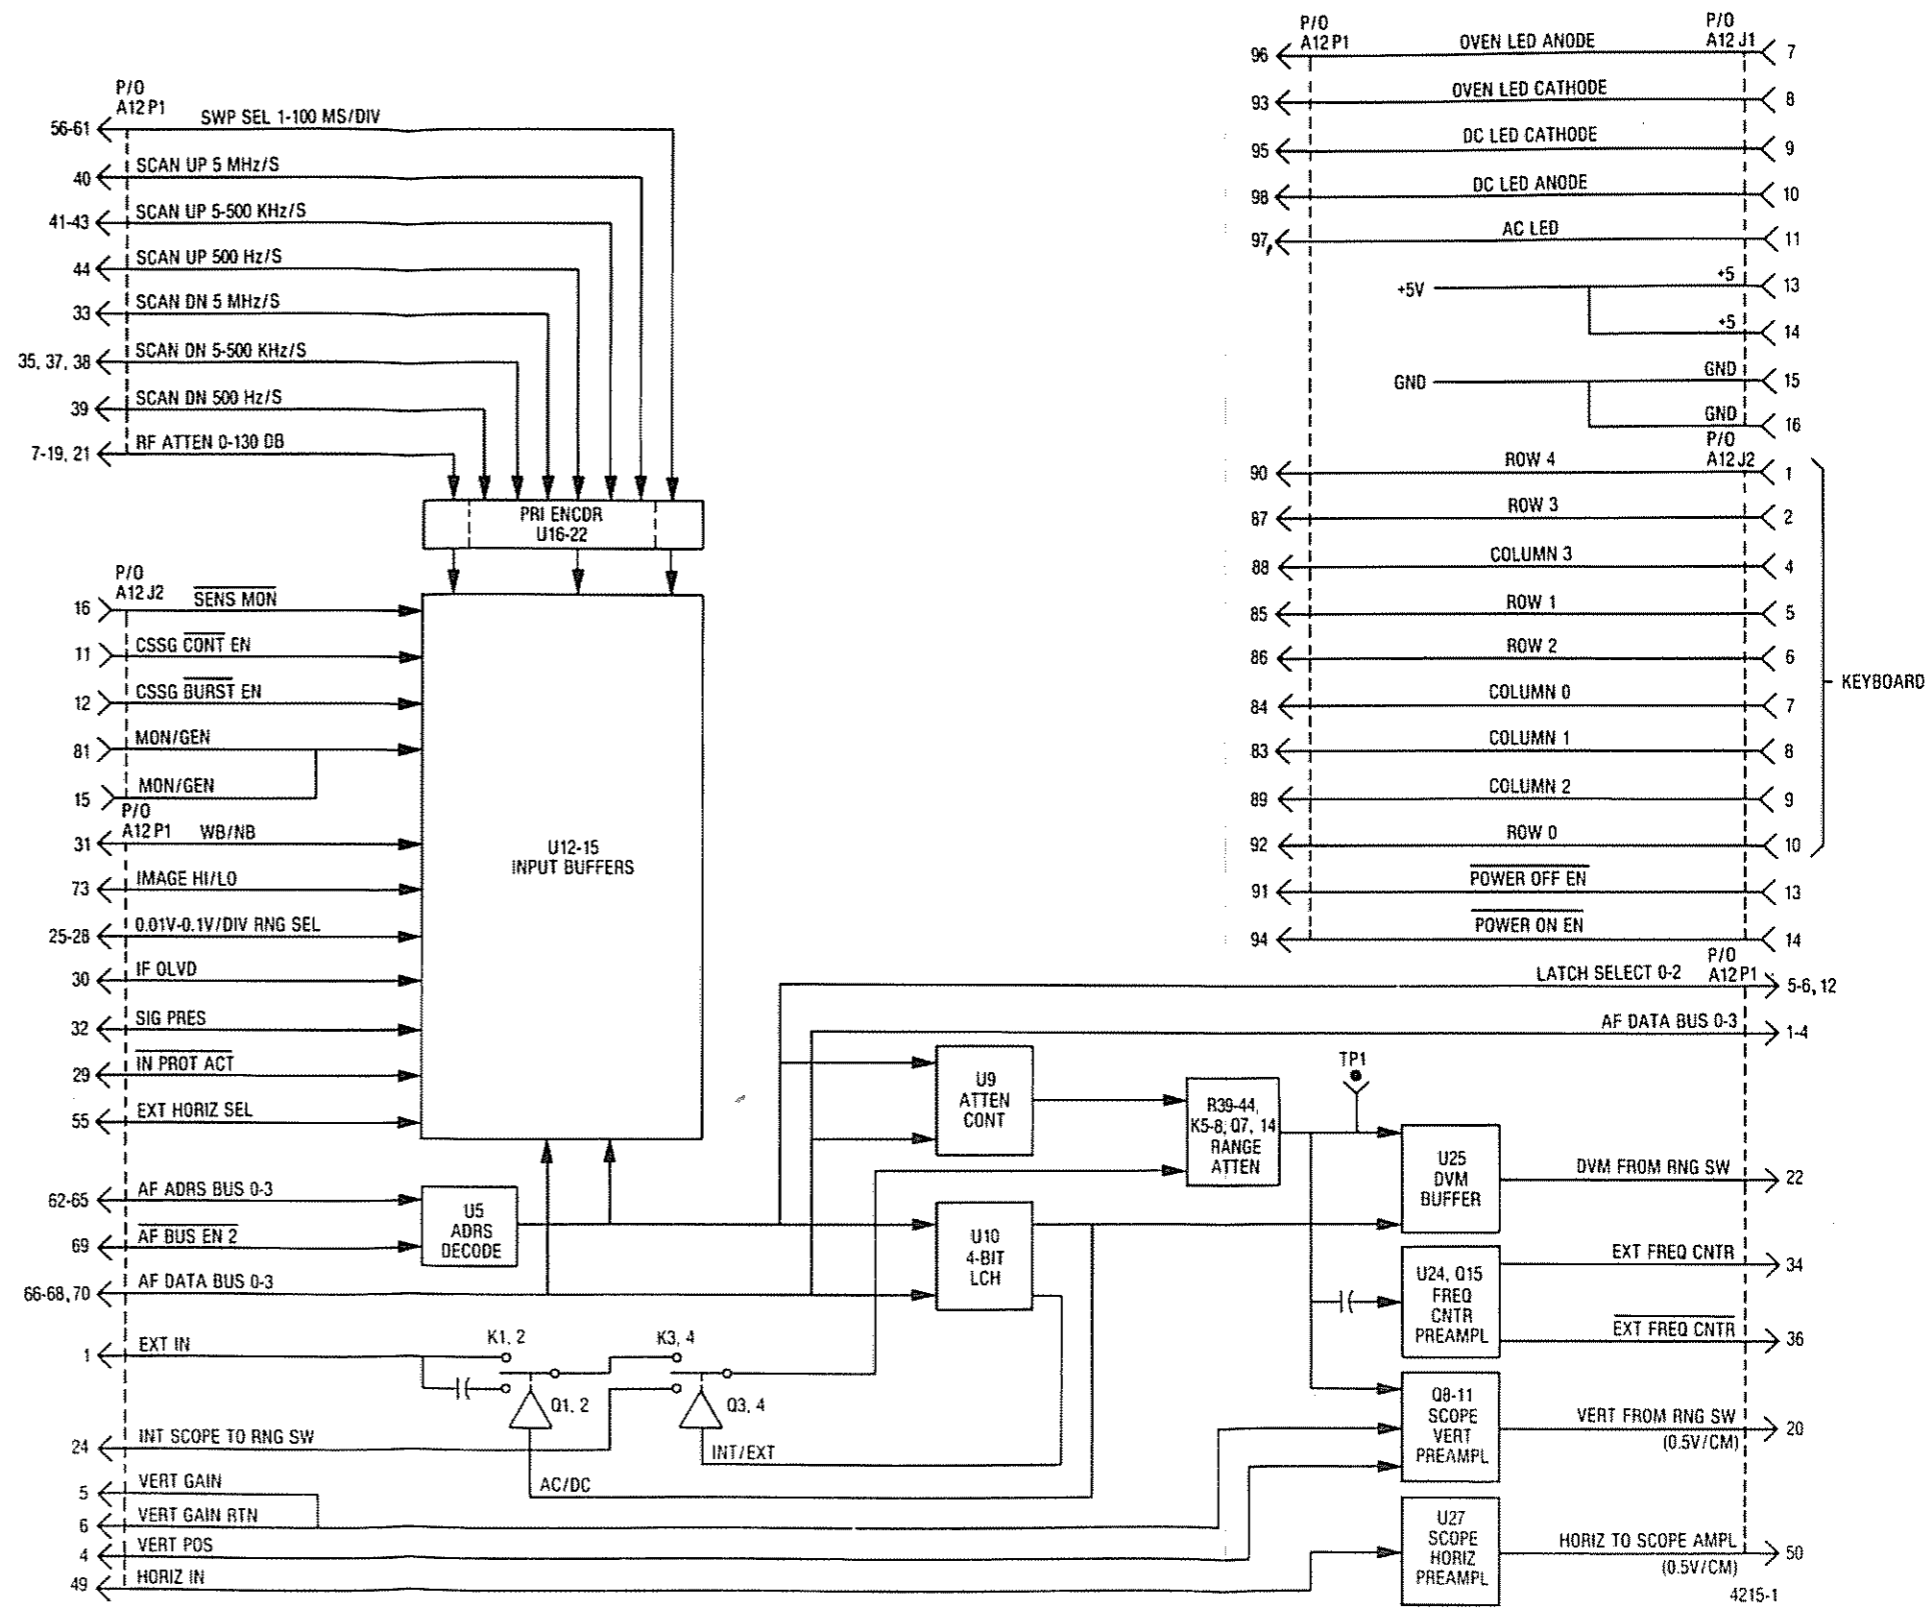 P/O
A12 P1
56-61 SWP SEL 1-100 MS/DIV
40 SCAN UP 5 MHz/S
41-43 SCAN UP 5-500 KHz/S
44 SCAN UP 500 Hz/S
33 SCAN DN 5 MHz/S
35, 37, 38 SCAN DN 5-500 KHz/S
39 SCAN DN 500 Hz/S
7-19, 21 RF ATTEN 0-130 DB
PRI ENCDR
U16-22
P/O
A12 J2
16 SENS MON
11 CSSG CONT EN
12 CSSG BURST EN
81 MON/GEN
15 MON/GEN
P/O
A12 P1
31 WB/NB
73 IMAGE HI/LO
25-28 0.01V-0.1V/DIV RNG SEL
30 IF OLVD
32 SIG PRES
29 IN PROT ACT
55 EXT HORIZ SEL
U12-15
INPUT BUFFERS
62-65 AF ADRS BUS 0-3
69 AF BUS EN 2
66-68, 70 AF DATA BUS 0-3
U5
ADRS
DECODE
1 EXT IN
K1, 2
K3, 4
Q1, 2
Q3, 4
24 INT SCOPE TO RNG SW
INT/EXT
AC/DC
5 VERT GAIN
6 VERT GAIN RTN
4 VERT POS
49 HORIZ IN
P/O
A12 P1
P/O
A12 J1
96 OVEN LED ANODE 7
93 OVEN LED CATHODE 8
95 DC LED CATHODE 9
98 DC LED ANODE 10
97 AC LED 11
+5V +5 13
+5 14
GND GND 15
GND 16
P/O
A12 J2
90 ROW 4 1
87 ROW 3 2
88 COLUMN 3 4
85 ROW 1 5
86 ROW 2 6
84 COLUMN 0 7
83 COLUMN 1 8
89 COLUMN 2 9
92 ROW 0 10
KEYBOARD
91 POWER OFF EN 13
94 POWER ON EN 14
P/O
A12 P1
LATCH SELECT 0-2 5-6, 12
AF DATA BUS 0-3 1-4
U9
ATTEN
CONT
R39-44,
K5-8, Q7, 14
RANGE
ATTEN
TP1
U10
4-BIT
LCH
U25
DVM
BUFFER
DVM FROM RNG SW 22
U24, Q15
FREQ
CNTR
PREAMPL
EXT FREQ CNTR 34
EXT FREQ CNTR 36
Q8-11
SCOPE
VERT
PREAMPL
VERT FROM RNG SW 20
(0.5V/CM)
U27
SCOPE
HORIZ
PREAMPL
HORIZ TO SCOPE AMPL 50
(0.5V/CM)
4215-1